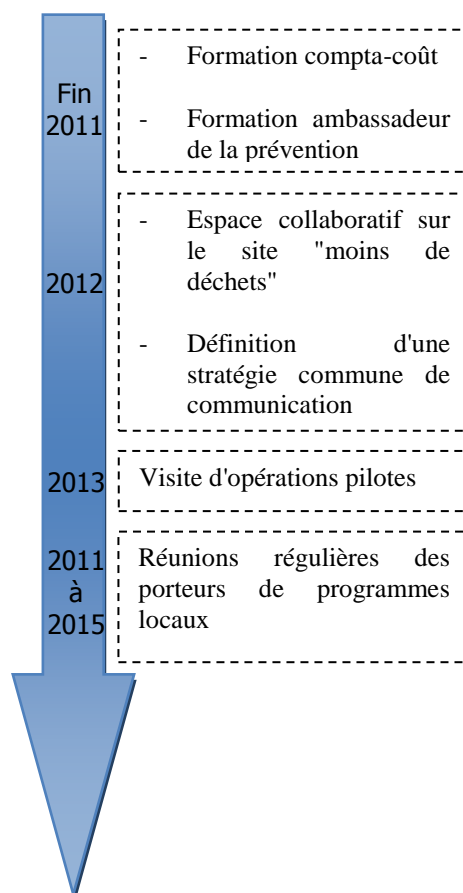 Fin
2011
- Formation compta-coût
- Formation ambassadeur
de la prévention
2012
- Espace collaboratif sur
le site "moins de
déchets"
- Définition d'une
stratégie commune de
communication
2013
Visite d'opérations pilotes
2011
à
2015
Réunions régulières des
porteurs de programmes
locaux